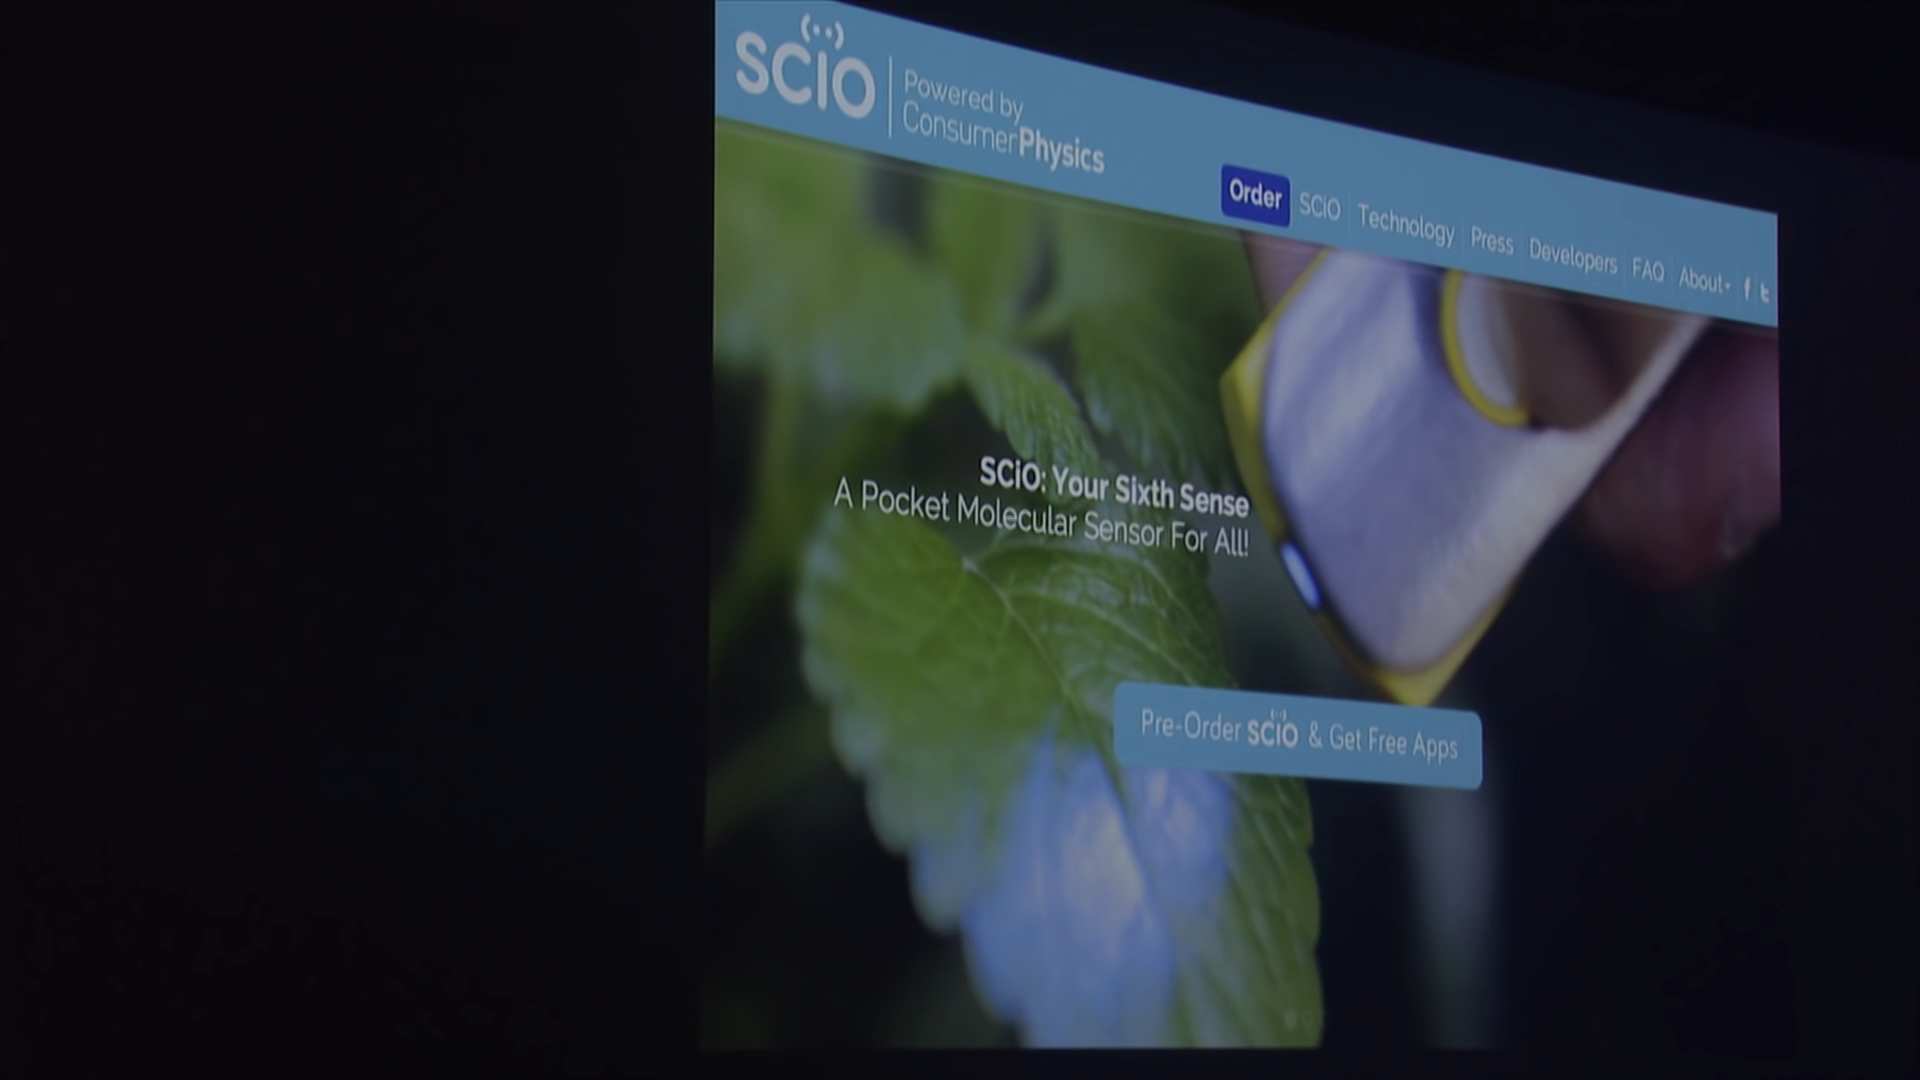 SCiO
Powered by
ConsumerPhysics
Order SCiO Technology Press Developers FAQ About
SCiO: Your Sixth Sense
A Pocket Molecular Sensor For All!
Pre-Order SCiO & Get Free Apps